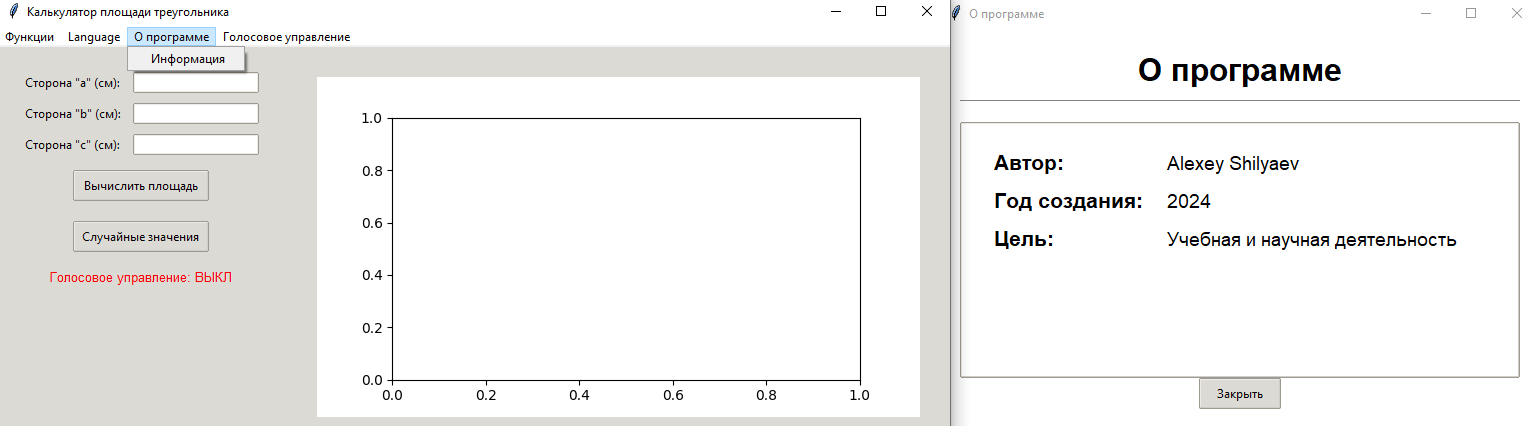 Калькулятор площади треугольника
Функции Language О программе Голосовое управление
Информация
Сторона "a" (см):
Сторона "b" (см):
Сторона "c" (см):
Вычислить площадь
Случайные значения
Голосовое управление: ВЫКЛ
1.0
0.8
0.6
0.4
0.2
0.0
0.0 0.2 0.4 0.6 0.8 1.0
О программе
О программе
Автор: Alexey Shilyaev
Год создания: 2024
Цель: Учебная и научная деятельность
Закрыть